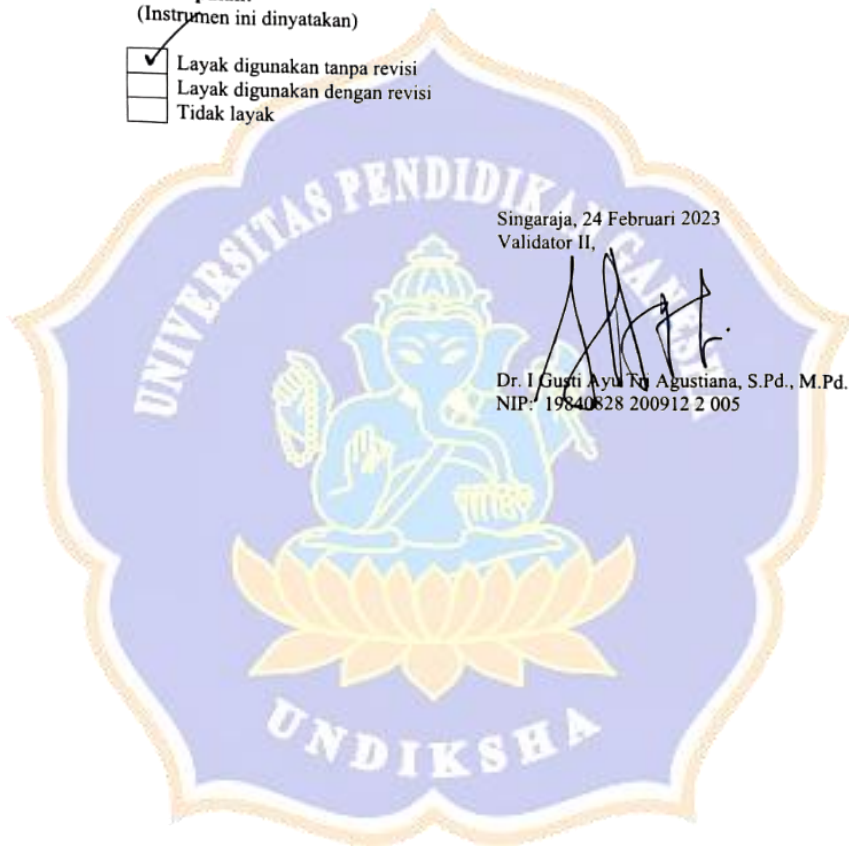 (Instrumen ini dinyatakan)
Layak digunakan tanpa revisi
Layak digunakan dengan revisi
Tidak layak
UNIVERSITAS PENDIDIKAN GANESHA
Singaraja, 24 Februari 2023
Validator II,
Dr. I Gusti Ayu Tri Agustiana, S.Pd., M.Pd.
NIP: 19840828 200912 2 005
UNDIKSHA